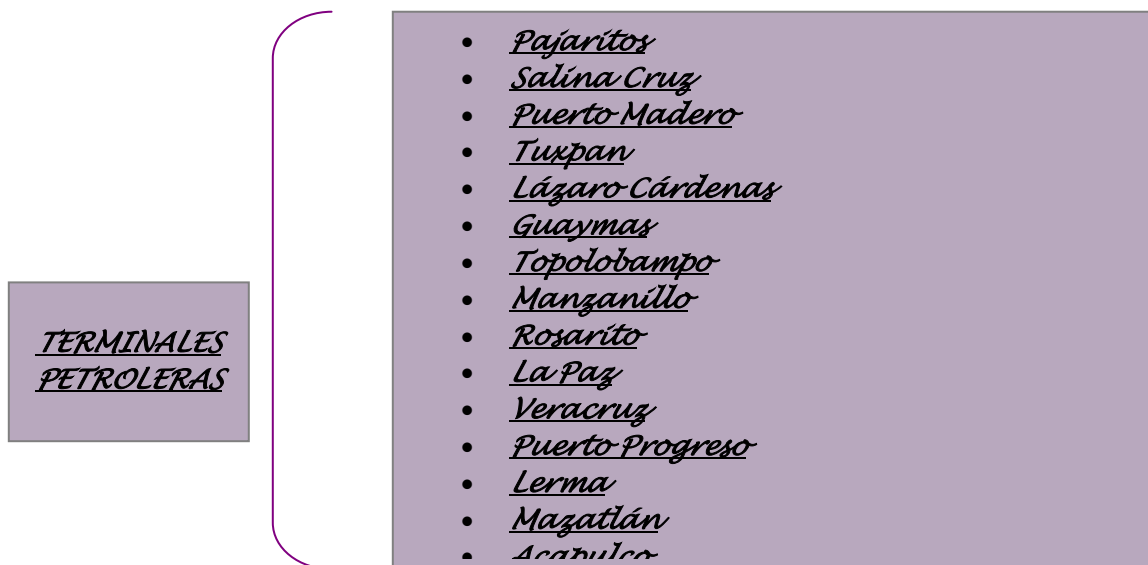 TERMINALES
PETROLERAS
• Pajaritos
• Salina Cruz
• Puerto Madero
• Tuxpan
• Lázaro Cárdenas
• Guaymas
• Topolobampo
• Manzanillo
• Rosarito
• La Paz
• Veracruz
• Puerto Progreso
• Lerma
• Mazatlán
• Acapulco